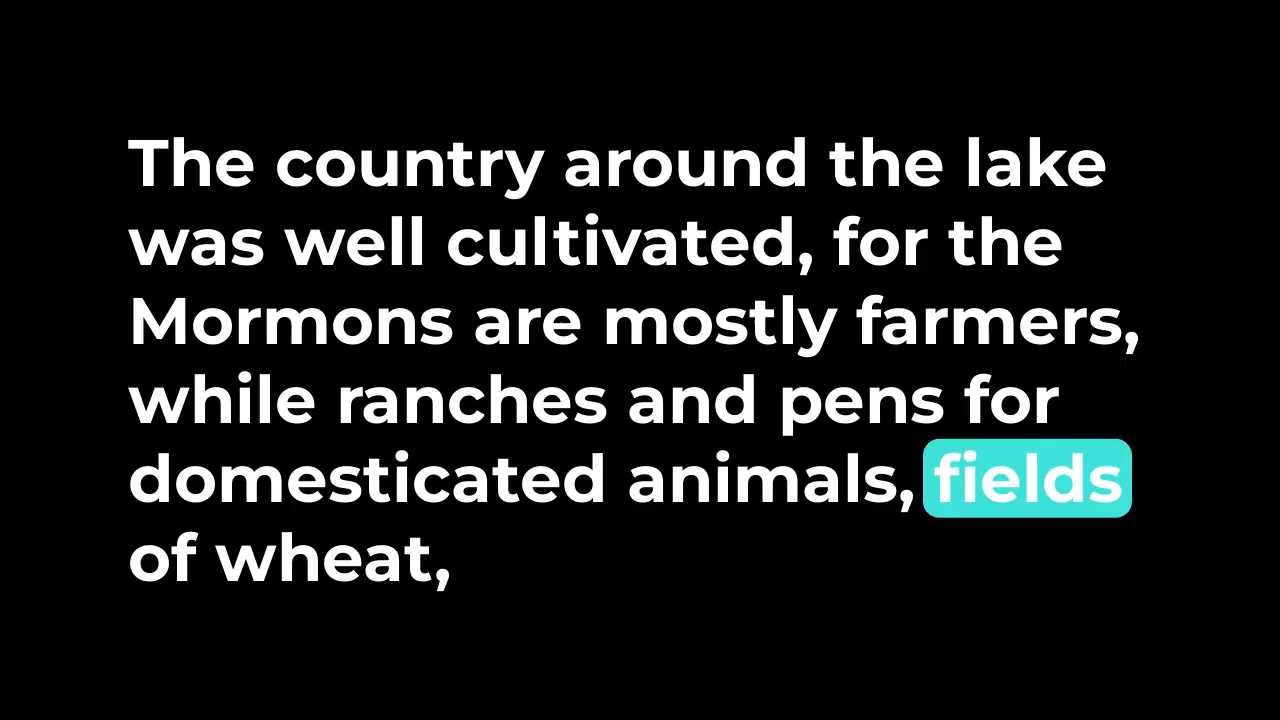 The country around the lake
was well cultivated, for the
Mormons are mostly farmers,
while ranches and pens for
domesticated animals, fields
of wheat,